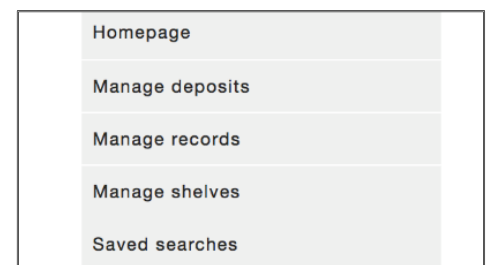 Homepage
Manage deposits
Manage records
Manage shelves
Saved searches